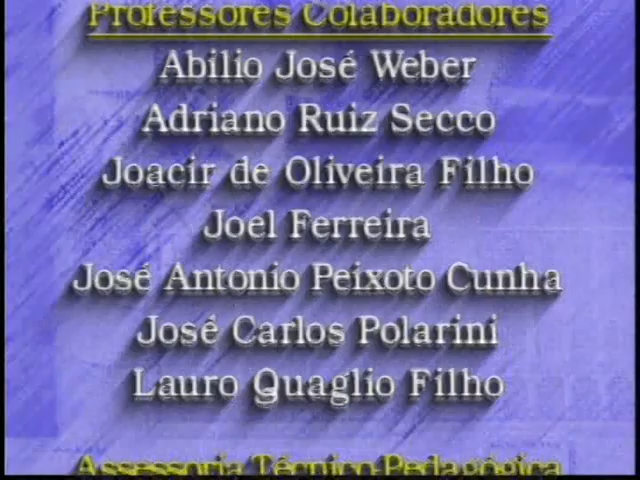 Professores Colaboradores
Abilio José Weber
Adriano Ruiz Secco
Joacir de Oliveira Filho
Joel Ferreira
José Antonio Peixoto Cunha
José Carlos Polarini
Lauro Quaglio Filho
Assessoria Técnico-Pedagógica